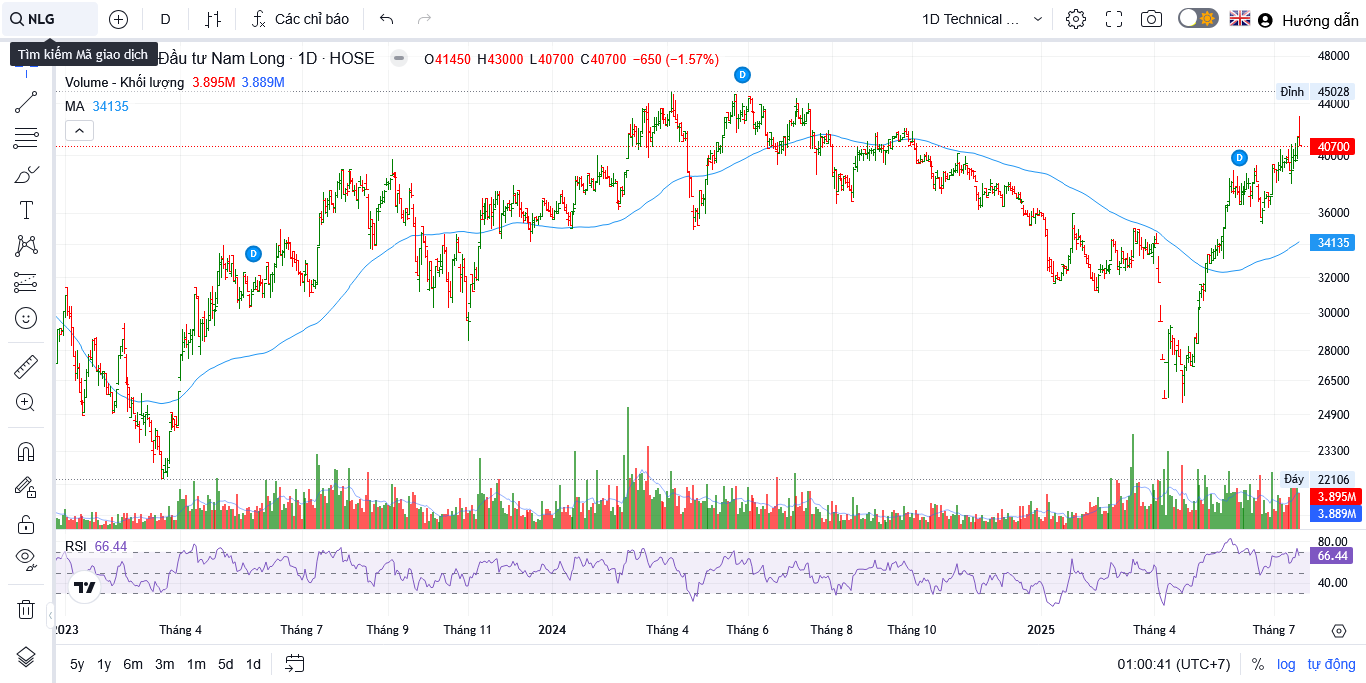 NLG
D
Các chỉ báo
1D Technical ...
Hướng dẫn
Tìm kiếm Mã giao dịch
Đầu tư Nam Long · 1D · HOSE
O41450 H43000 L40700 C40700 −650 (−1.57%)
Volume - Khối lượng 3.895M 3.889M
MA 34135
48000
Đỉnh 45028
44000
40700
40000
36000
34135
32000
30000
28000
26500
24900
23300
Đáy 22106
3.895M
3.889M
D
D
D
RSI 66.44
80.00
66.44
40.00
2023 Tháng 4 Tháng 7 Tháng 9 Tháng 11 2024 Tháng 4 Tháng 6 Tháng 8 Tháng 10 2025 Tháng 4 Tháng 7
5y 1y 6m 3m 1m 5d 1d
01:00:41 (UTC+7) % log tự động